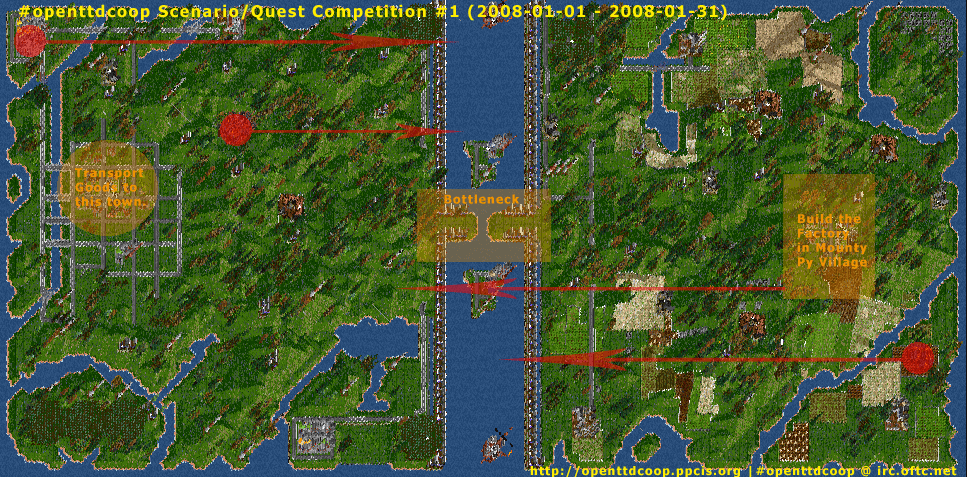 #openttdcoop Scenario/Quest Competition #1 (2008-01-01 - 2008-01-31)
Transport
Goods to
this town.
Bottleneck
Build the
Factory
in Mounty
Py Village
http://openttdcoop.ppcis.org | #openttdcoop @ irc.oftc.net